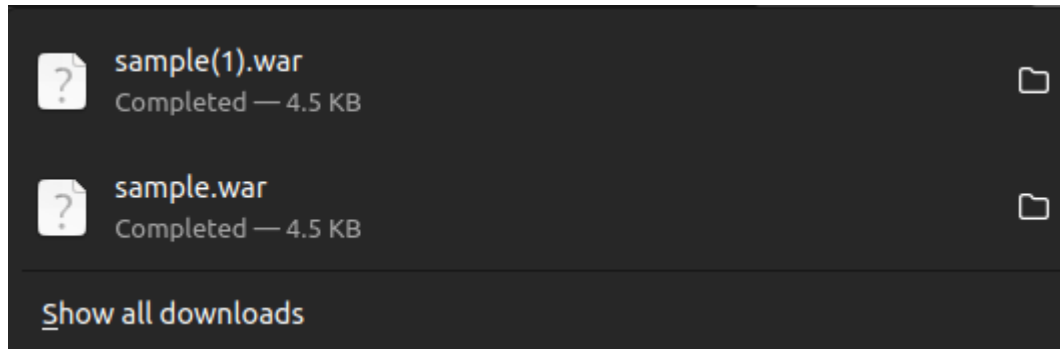 sample(1).war
Completed — 4.5 KB
sample.war
Completed — 4.5 KB
Show all downloads